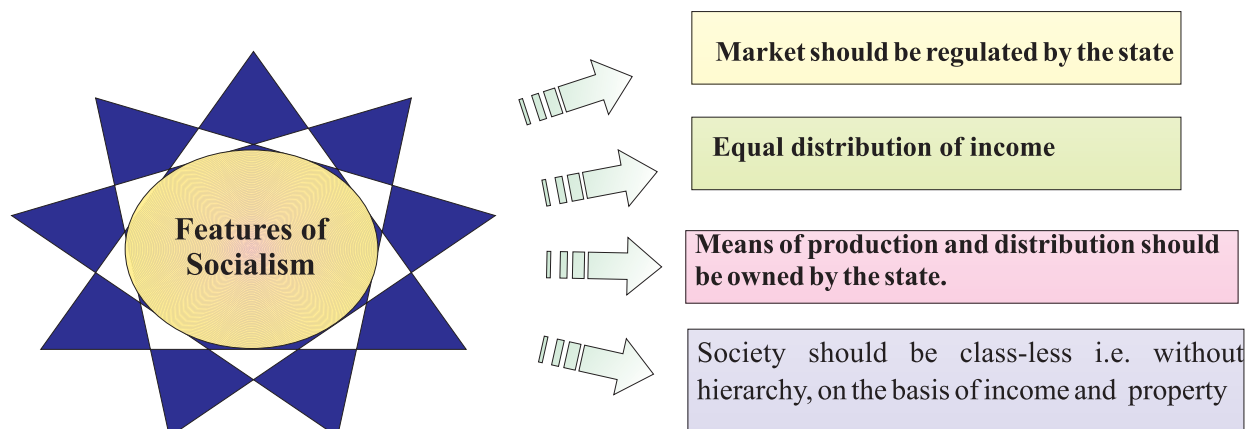 Features of
Socialism
Market should be regulated by the state
Equal distribution of income
Means of production and distribution should
be owned by the state.
Society should be class-less i.e. without
hierarchy, on the basis of income and property